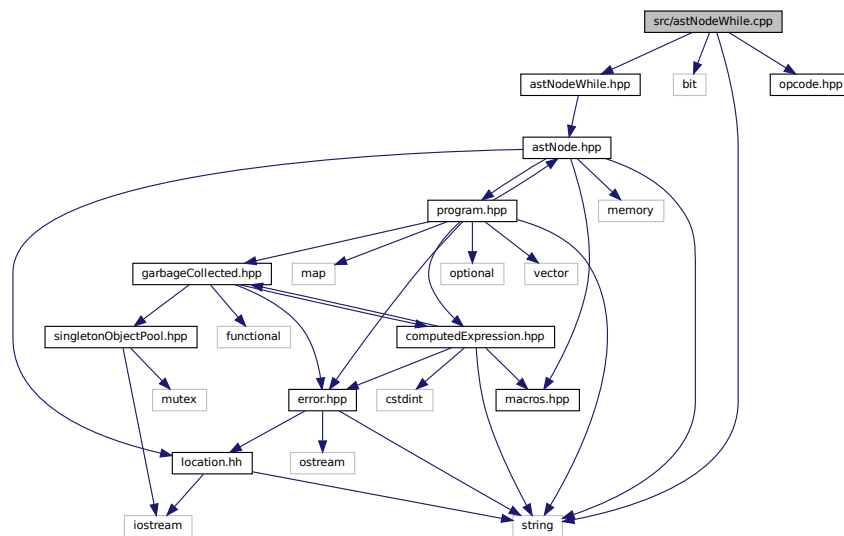 src/astNodeWhile.cpp
astNodeWhile.hpp
bit
opcode.hpp
astNode.hpp
program.hpp
memory
garbageCollected.hpp
map
optional
vector
singletonObjectPool.hpp
functional
computedExpression.hpp
mutex
error.hpp
cstdint
macros.hpp
location.hh
ostream
iostream
string